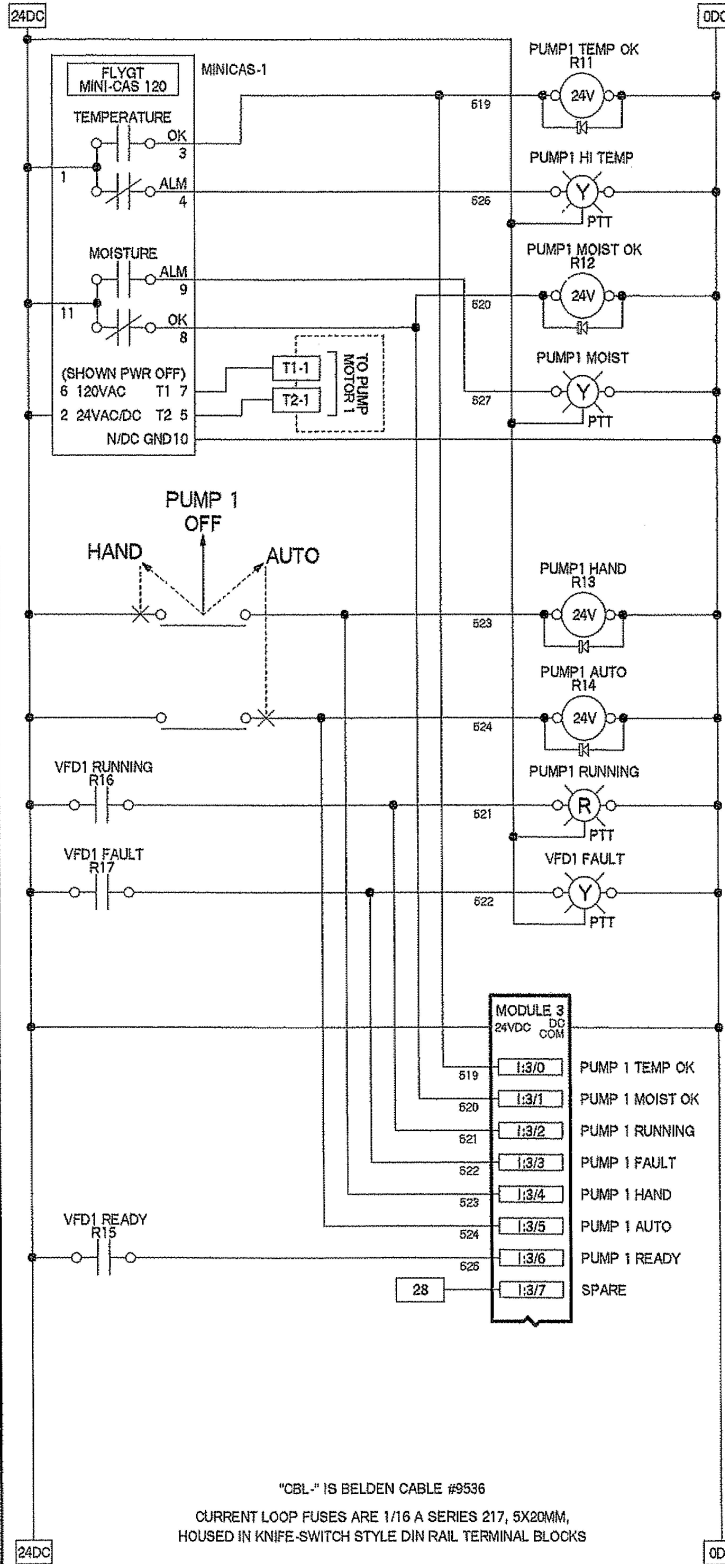 24DC
0DC
FLYGT
MINI-CAS 120
MINICAS-1
TEMPERATURE
OK
3
1
ALM
4
MOISTURE
ALM
9
11
OK
8
(SHOWN PWR OFF)
6 120VAC T1 7
2 24VAC/DC T2 5
N/DC GND10
T1-1
T2-1
TO PUMP
MOTOR 1
PUMP1 TEMP OK
R11
24V
519
PUMP1 HI TEMP
Y
526
PTT
PUMP1 MOIST OK
R12
24V
520
PUMP1 MOIST
Y
527
PTT
PUMP 1
OFF
HAND
AUTO
PUMP1 HAND
R13
24V
523
PUMP1 AUTO
R14
24V
524
VFD1 RUNNING
R16
PUMP1 RUNNING
R
521
PTT
VFD1 FAULT
R17
VFD1 FAULT
Y
522
PTT
MODULE 3
24VDC DC
COM
519 I:3/0 PUMP 1 TEMP OK
520 I:3/1 PUMP 1 MOIST OK
521 I:3/2 PUMP 1 RUNNING
522 I:3/3 PUMP 1 FAULT
523 I:3/4 PUMP 1 HAND
524 I:3/5 PUMP 1 AUTO
VFD1 READY
R15
I:3/6 PUMP 1 READY
28 I:3/7 SPARE
"CBL-" IS BELDEN CABLE #9536
CURRENT LOOP FUSES ARE 1/16 A SERIES 217, 5X20MM,
HOUSED IN KNIFE-SWITCH STYLE DIN RAIL TERMINAL BLOCKS
24DC